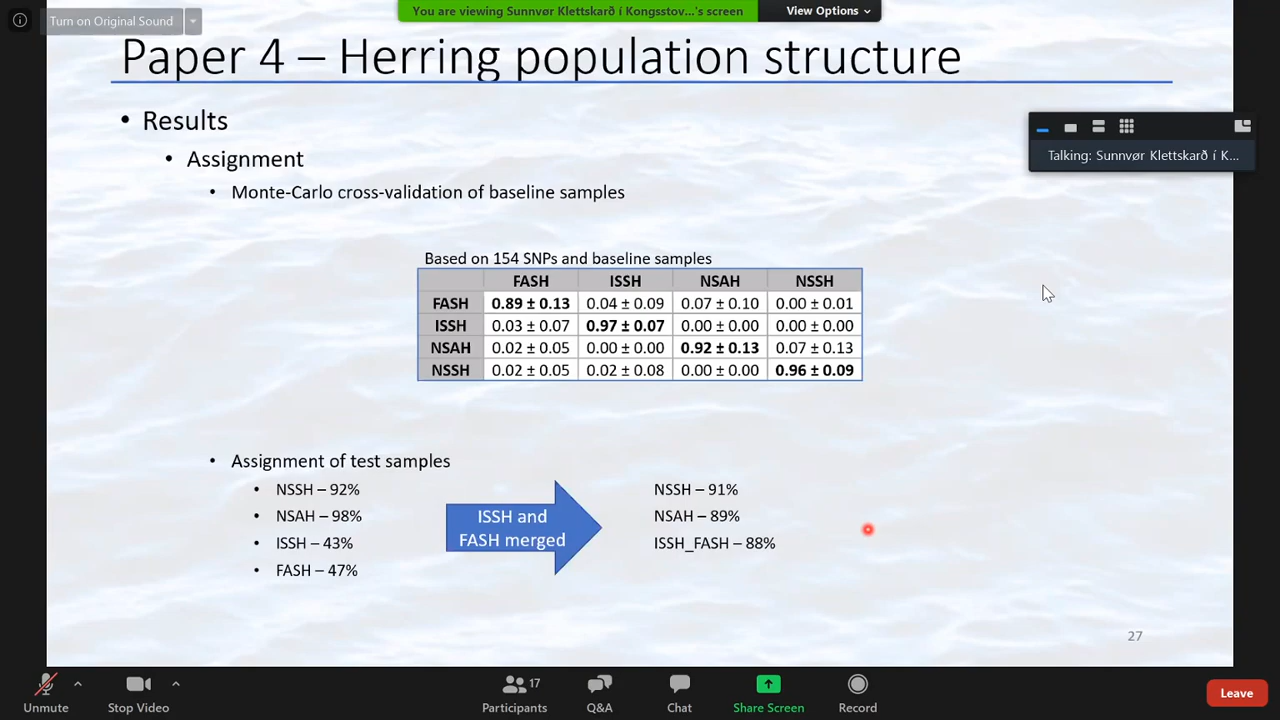 Turn on Original Sound
You are viewing Sunnvør Klettskarð í Kongsstov...'s screen
View Options
Paper 4 – Herring population structure
• Results
• Assignment
• Monte-Carlo cross-validation of baseline samples
Talking: Sunnvør Klettskarð í K...
Based on 154 SNPs and baseline samples
FASH ISSH NSAH NSSH
FASH 0.89 ± 0.13 0.04 ± 0.09 0.07 ± 0.10 0.00 ± 0.01
ISSH 0.03 ± 0.07 0.97 ± 0.07 0.00 ± 0.00 0.00 ± 0.00
NSAH 0.02 ± 0.05 0.00 ± 0.00 0.92 ± 0.13 0.07 ± 0.13
NSSH 0.02 ± 0.05 0.02 ± 0.08 0.00 ± 0.00 0.96 ± 0.09
• Assignment of test samples
• NSSH – 92%
• NSAH – 98%
• ISSH – 43%
• FASH – 47%
ISSH and
FASH merged
NSSH – 91%
NSAH – 89%
ISSH_FASH – 88%
27
Unmute
Stop Video
17
Participants
Q&A
Chat
Share Screen
Record
Leave